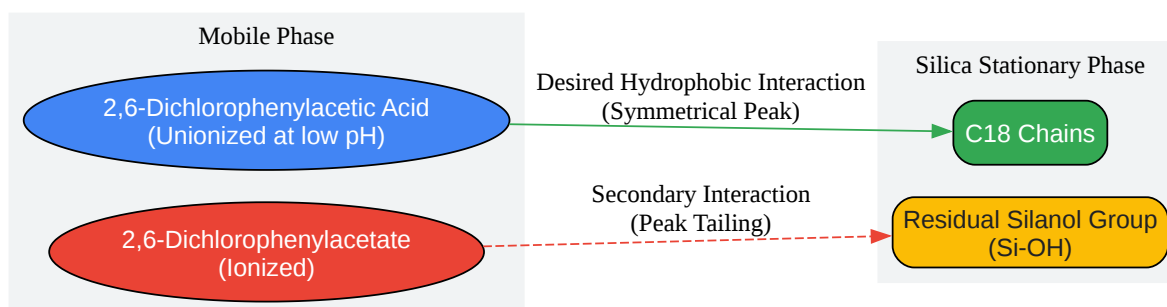 Mobile Phase
2,6-Dichlorophenylacetic Acid
(Unionized at low pH)
Desired Hydrophobic Interaction
(Symmetrical Peak)
Silica Stationary Phase
C18 Chains
2,6-Dichlorophenylacetate
(Ionized)
Secondary Interaction
(Peak Tailing)
Residual Silanol Group
(Si-OH)